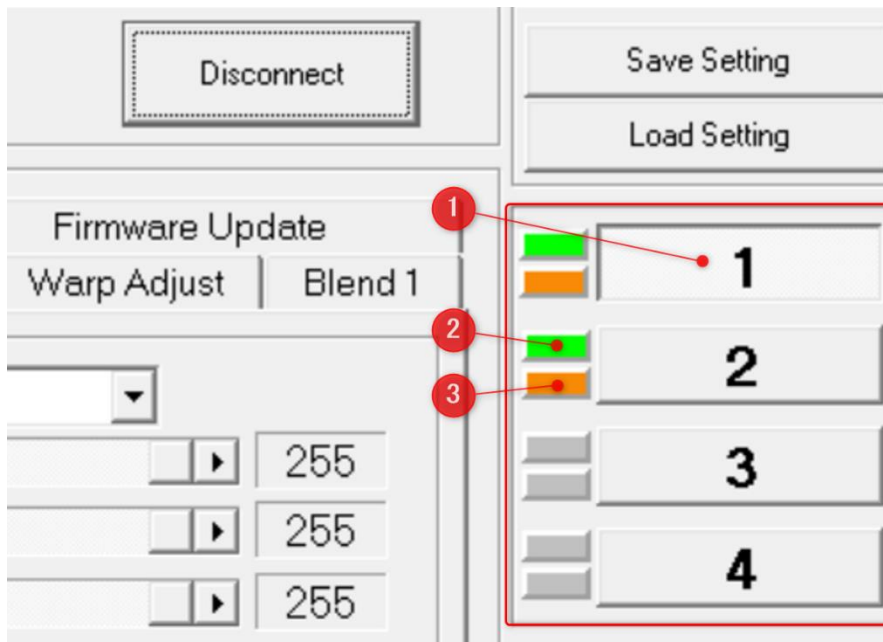 Disconnect
Save Setting
Load Setting
Firmware Update
Warp Adjust
Blend 1
255
255
255
1
1
2
2
3
3
4